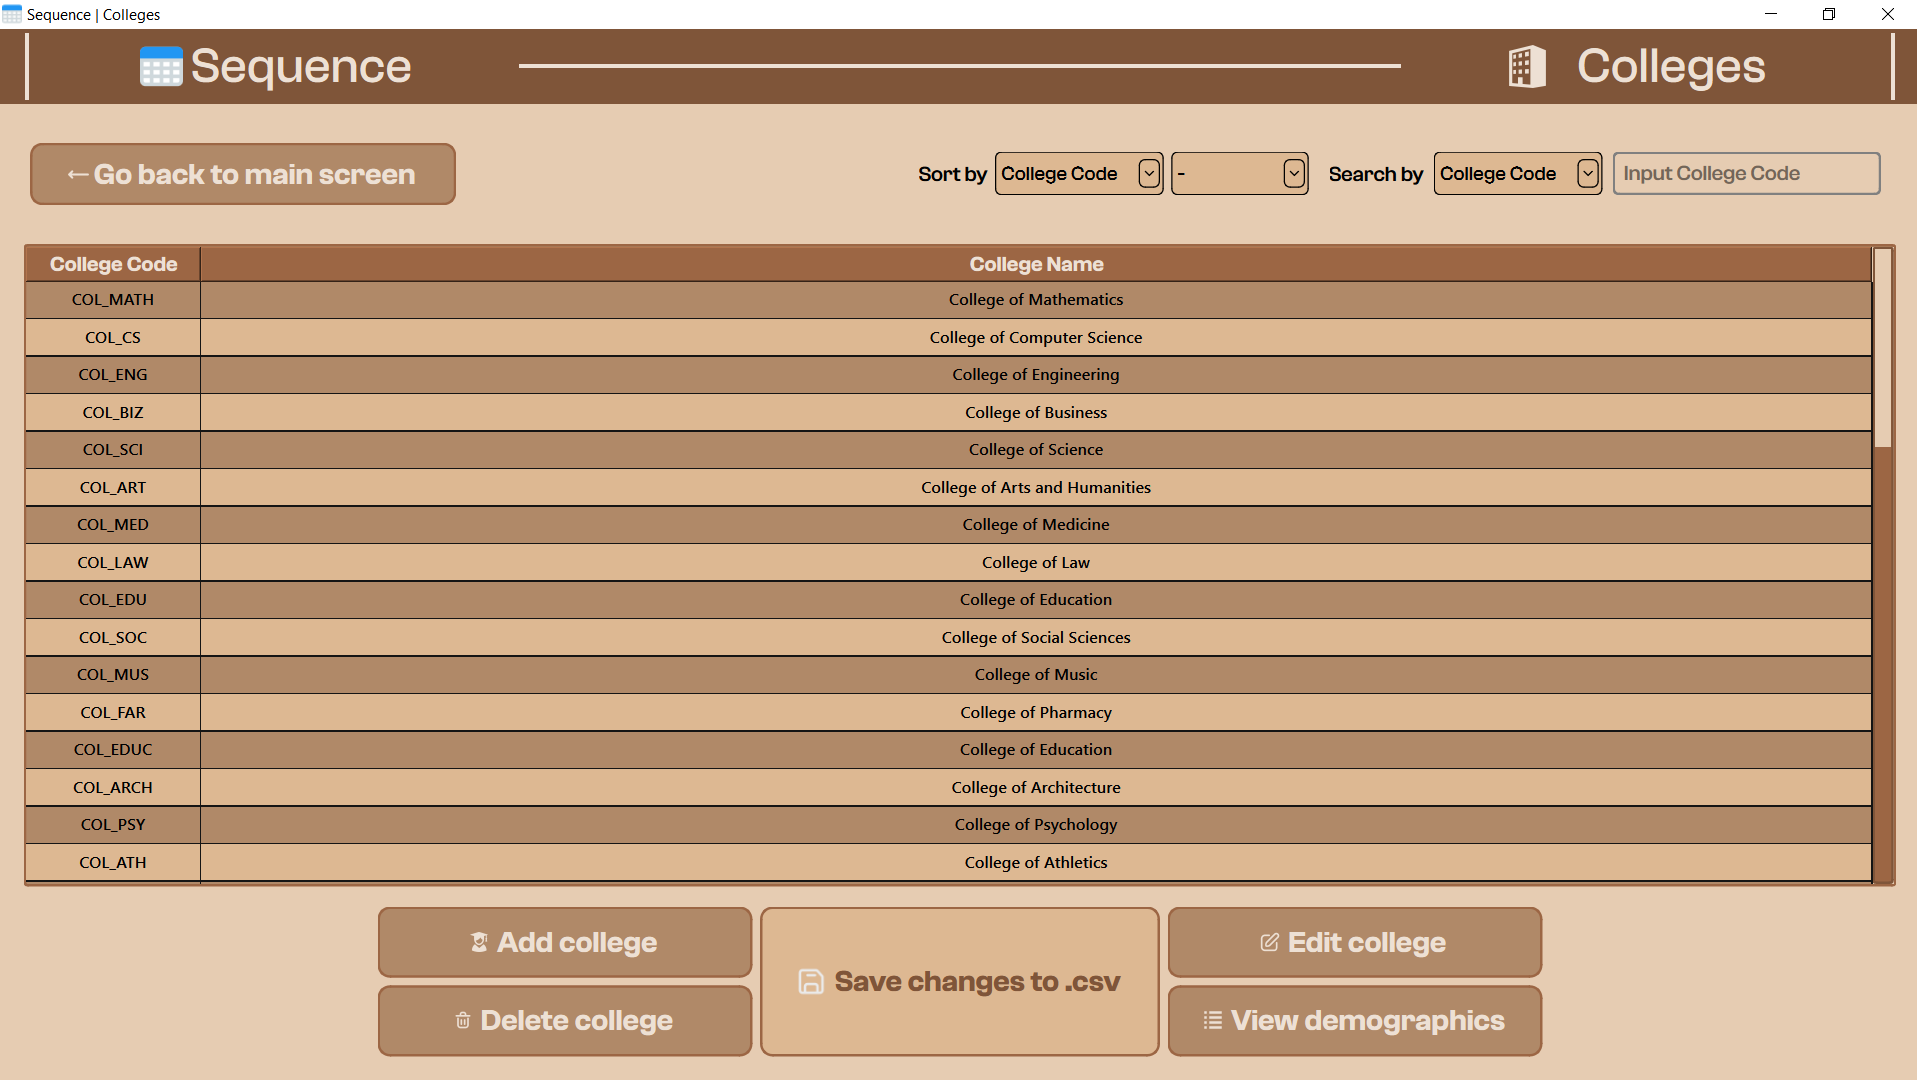 Sequence | Colleges
Sequence Colleges
←Go back to main screen Sort by College Code - Search by College Code Input College Code
College Code College Name
COL_MATH College of Mathematics
COL_CS College of Computer Science
COL_ENG College of Engineering
COL_BIZ College of Business
COL_SCI College of Science
COL_ART College of Arts and Humanities
COL_MED College of Medicine
COL_LAW College of Law
COL_EDU College of Education
COL_SOC College of Social Sciences
COL_MUS College of Music
COL_FAR College of Pharmacy
COL_EDUC College of Education
COL_ARCH College of Architecture
COL_PSY College of Psychology
COL_ATH College of Athletics
Add college
Edit college
Save changes to .csv
Delete college
View demographics